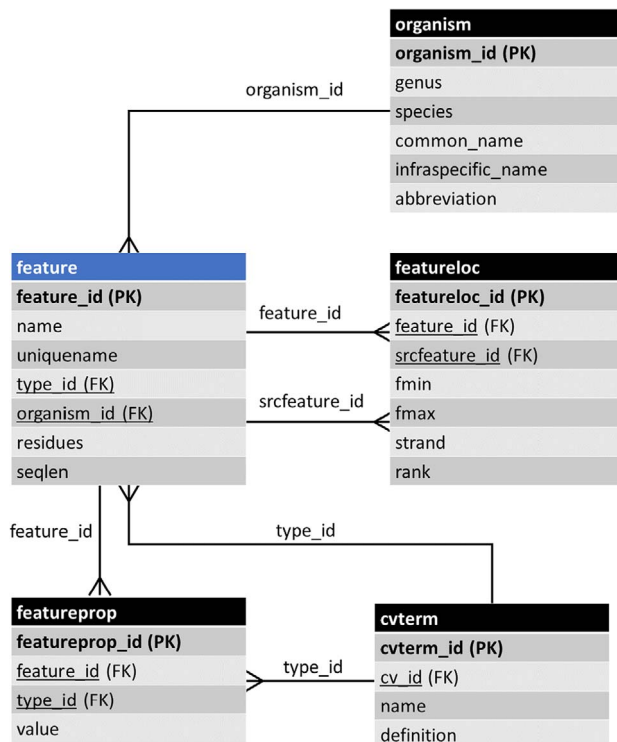 organism
organism_id (PK)
genus
species
common_name
infraspecific_name
abbreviation
organism_id
feature
feature_id (PK)
name
uniquename
type_id (FK)
organism_id (FK)
residues
seqlen
feature_id
srcfeature_id
featureloc
featureloc_id (PK)
feature_id (FK)
srcfeature_id (FK)
fmin
fmax
strand
rank
feature_id
type_id
featureprop
featureprop_id (PK)
feature_id (FK)
type_id (FK)
value
type_id
cvterm
cvterm_id (PK)
cv_id (FK)
name
definition